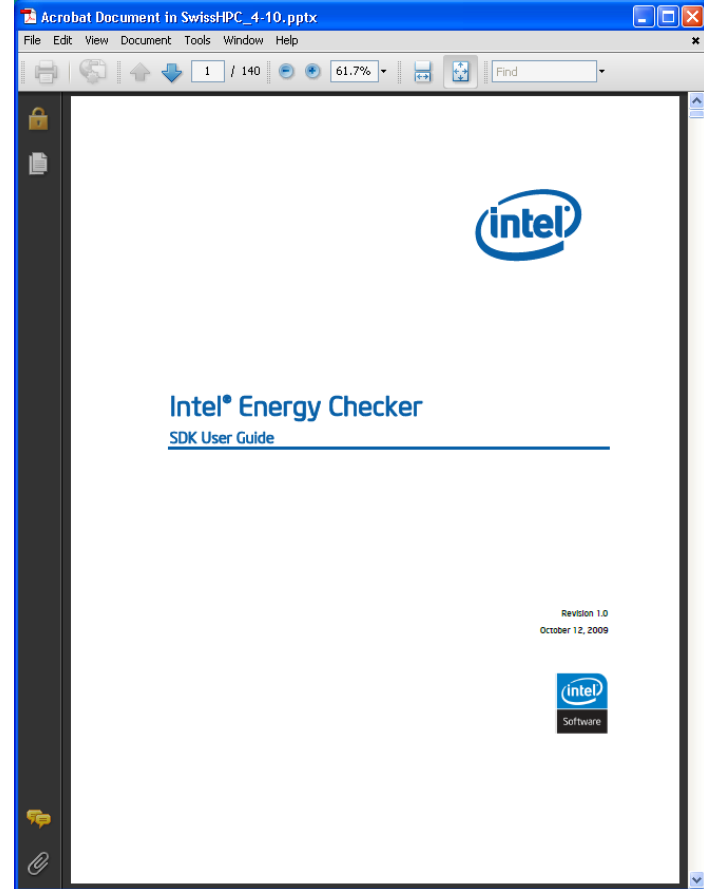 Acrobat Document in SwissHPC_4-10.pptx
File Edit View Document Tools Window Help
1 / 140 61.7% Find
intel
Intel® Energy Checker
SDK User Guide
Revision 1.0
October 12, 2009
intel
Software